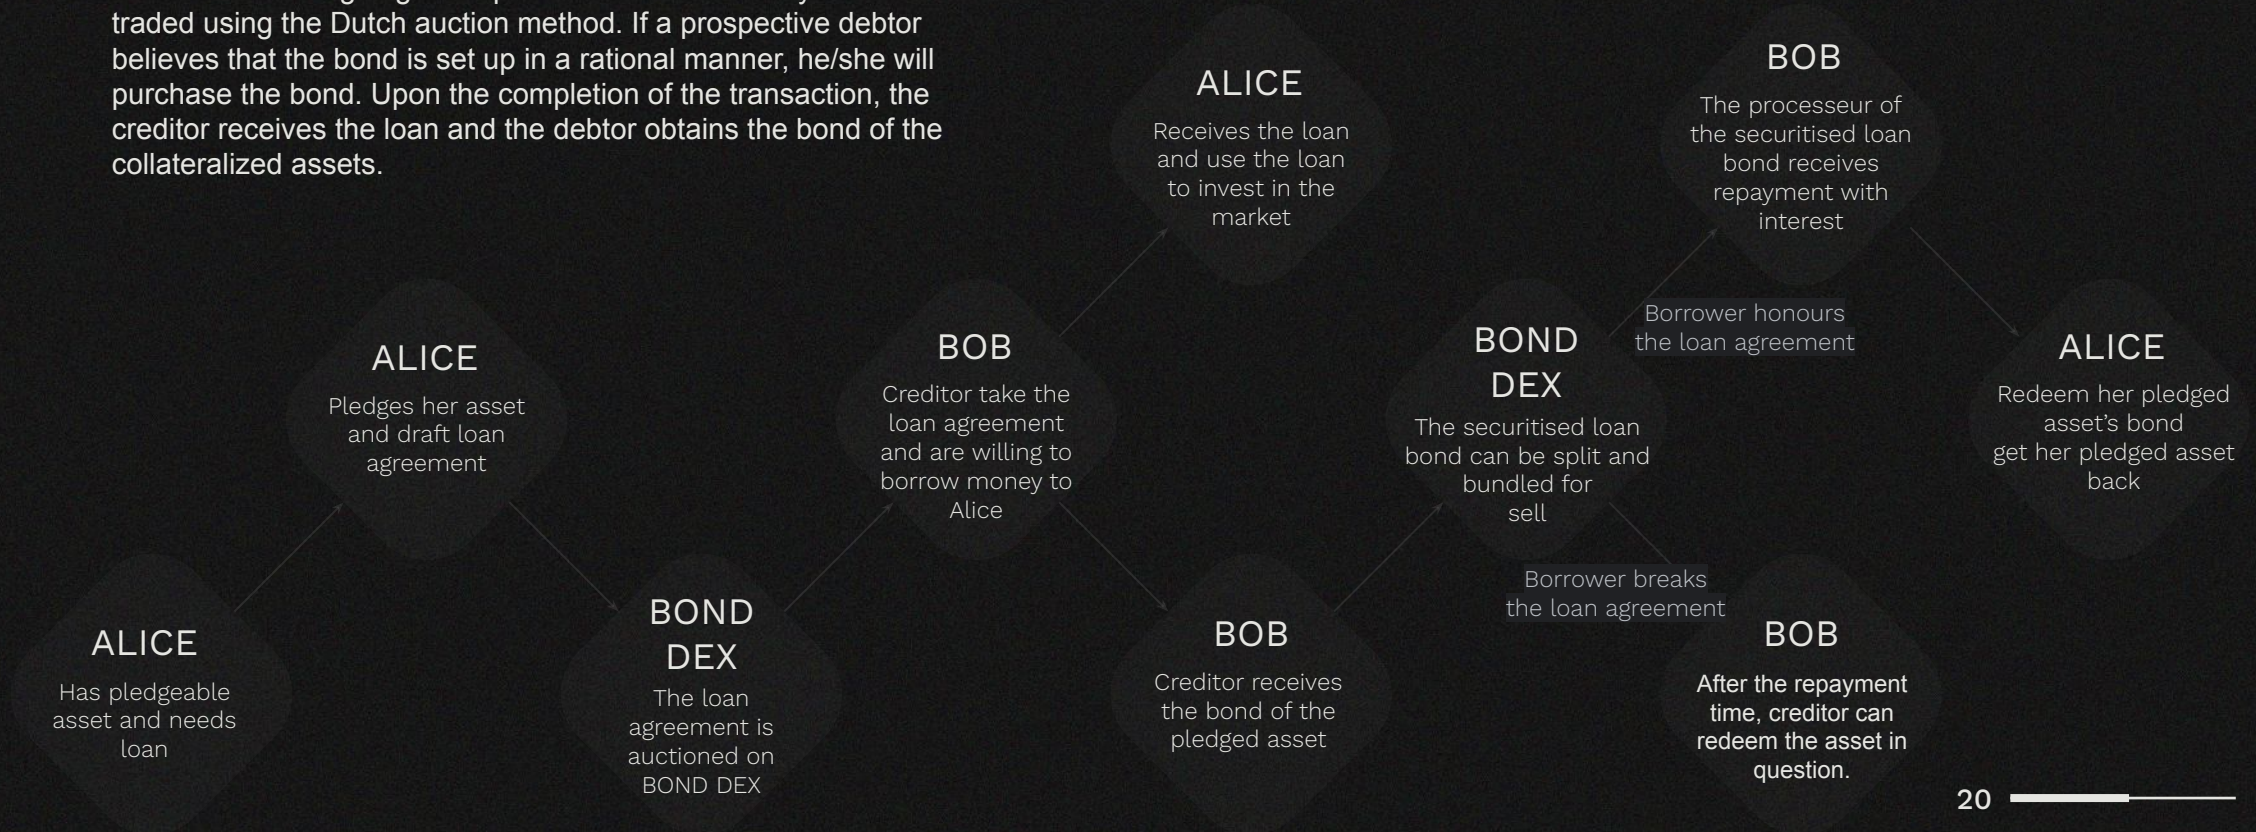 traded using the Dutch auction method. If a prospective debtor
believes that the bond is set up in a rational manner, he/she will
purchase the bond. Upon the completion of the transaction, the
creditor receives the loan and the debtor obtains the bond of the
collateralized assets.
ALICE
Has pledgeable
asset and needs
loan
ALICE
Pledges her asset
and draft loan
agreement
BOND
DEX
The loan
agreement is
auctioned on
BOND DEX
BOB
Creditor take the
loan agreement
and are willing to
borrow money to
Alice
ALICE
Receives the loan
and use the loan
to invest in the
market
BOB
Creditor receives
the bond of the
pledged asset
BOND
DEX
The securitised loan
bond can be split and
bundled for
sell
Borrower honours
the loan agreement
BOB
The processeur of
the securitised loan
bond receives
repayment with
interest
ALICE
Redeem her pledged
asset’s bond
get her pledged asset
back
Borrower breaks
the loan agreement
BOB
After the repayment
time, creditor can
redeem the asset in
question.
20